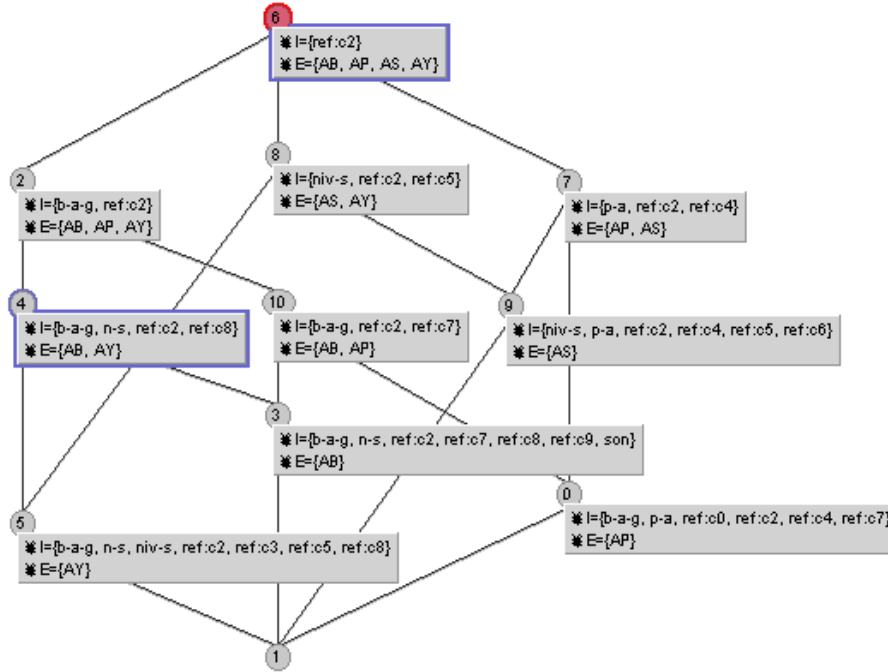 6
I={ref:c2}
E={AB, AP, AS, AY}
8
I={niv-s, ref:c2, ref:c5}
E={AS, AY}
2
I={b-a-g, ref:c2}
E={AB, AP, AY}
7
I={p-a, ref:c2, ref:c4}
E={AP, AS}
4
I={b-a-g, n-s, ref:c2, ref:c8}
E={AB, AY}
10
I={b-a-g, ref:c2, ref:c7}
E={AB, AP}
9
I={niv-s, p-a, ref:c2, ref:c4, ref:c5, ref:c6}
E={AS}
3
I={b-a-g, n-s, ref:c2, ref:c7, ref:c8, ref:c9, son}
E={AB}
0
I={b-a-g, p-a, ref:c0, ref:c2, ref:c4, ref:c7}
E={AP}
5
I={b-a-g, n-s, niv-s, ref:c2, ref:c3, ref:c5, ref:c8}
E={AY}
1